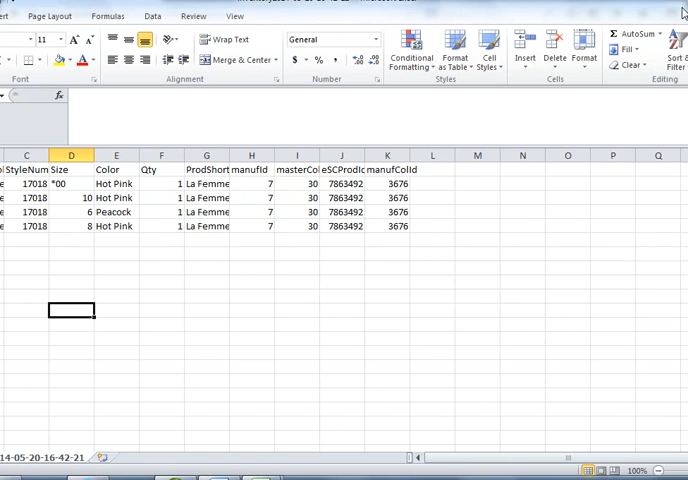 ert Page Layout Formulas Data Review View
11 A A Wrap Text General Conditional Formatting Format as Table Cell Styles Insert Delete Format AutoSum Fill Clear Sort & Filter
B A Merge & Center $ % ,
Font Alignment Number Styles Cells Editing
fx
C D E F G H I J K L M N O P Q
StyleNum Size Color Qty ProdShort manufId masterCol eSCProdId manufColId
e 17018 *00 Hot Pink 1 La Femme 7 30 7863492 3676
e 17018 10 Hot Pink 1 La Femme 7 30 7863492 3676
e 17018 6 Peacock 1 La Femme 7 30 7863492 3676
e 17018 8 Hot Pink 1 La Femme 7 30 7863492 3676
14-05-20-16-42-21
100%